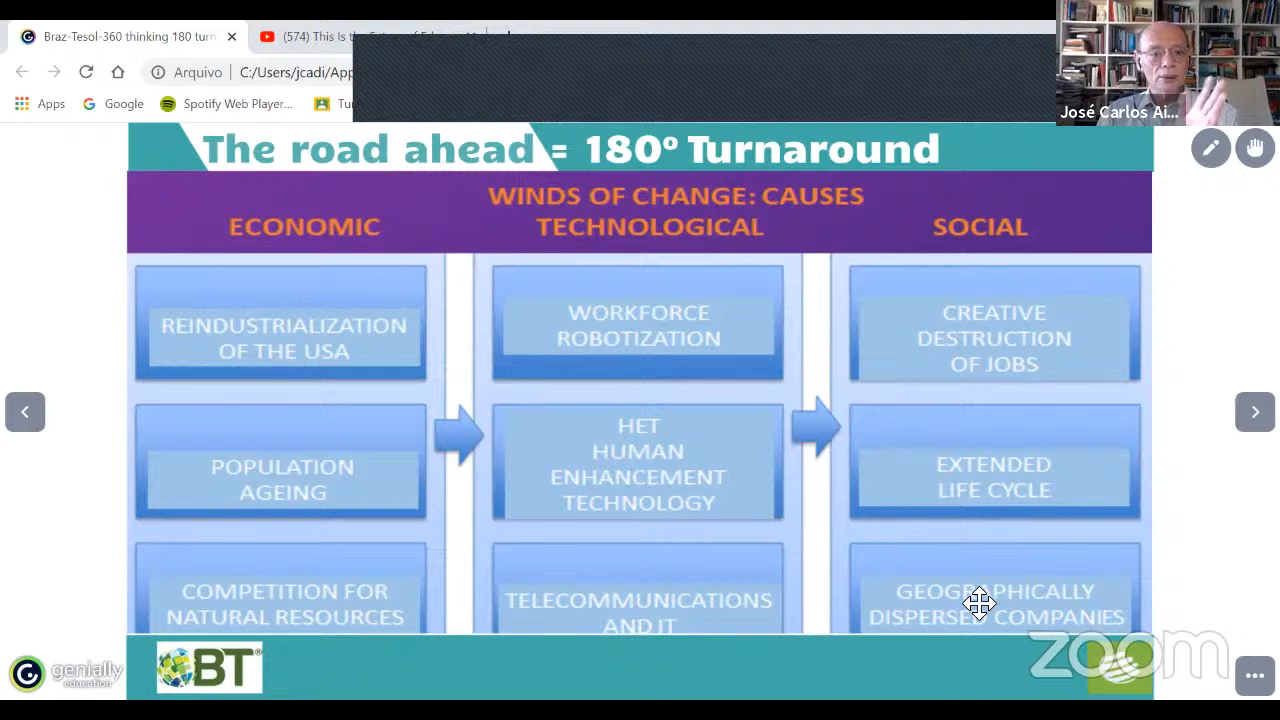 Braz-Tesol-360 thinking 180 turn
(574) This Is
Arquivo
C:/Users/jcadi/App
Apps
Google
Spotify Web Player...
José Carlos Ai...
The road ahead = 180º Turnaround
WINDS OF CHANGE: CAUSES
ECONOMIC
TECHNOLOGICAL
SOCIAL
REINDUSTRIALIZATION
OF THE USA
WORKFORCE
ROBOTIZATION
CREATIVE
DESTRUCTION
OF JOBS
POPULATION
AGEING
HET
HUMAN
ENHANCEMENT
TECHNOLOGY
EXTENDED
LIFE CYCLE
COMPETITION FOR
NATURAL RESOURCES
TELECOMMUNICATIONS
AND IT
GEOGRAPHICALLY
DISPERSED COMPANIES
genially
education
BT
zoom